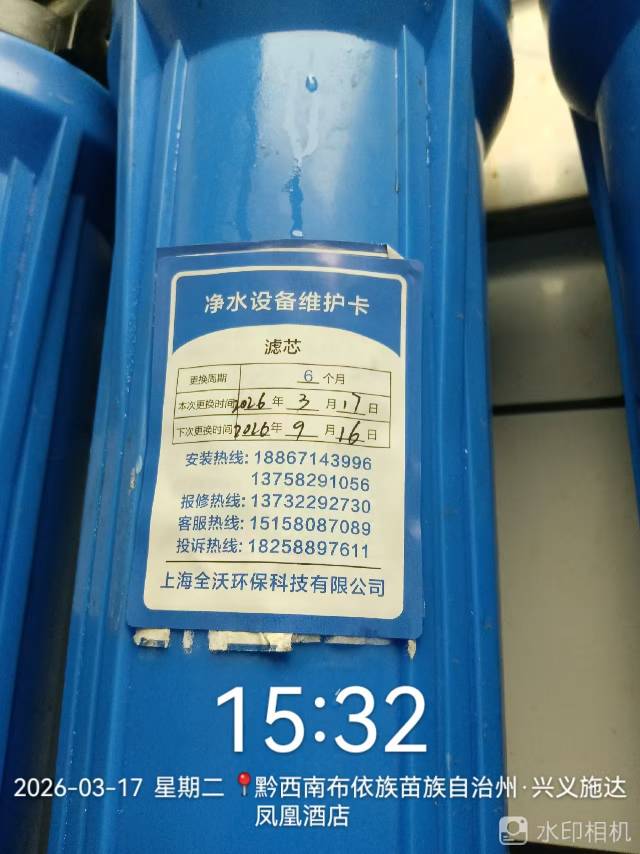 净水设备维护卡
滤芯
更换周期 6 个月
本次更换时间 2026 年 3 月 17 日
下次更换时间 2026 年 9 月 16 日
安装热线: 18867143996
13758291056
报修热线: 13732292730
客服热线: 15158087089
投诉热线: 18258897611
上海全沃环保科技有限公司
15:32
2026-03-17 星期二 黔西南布依族苗族自治州·兴义施达
凤凰酒店
水印相机